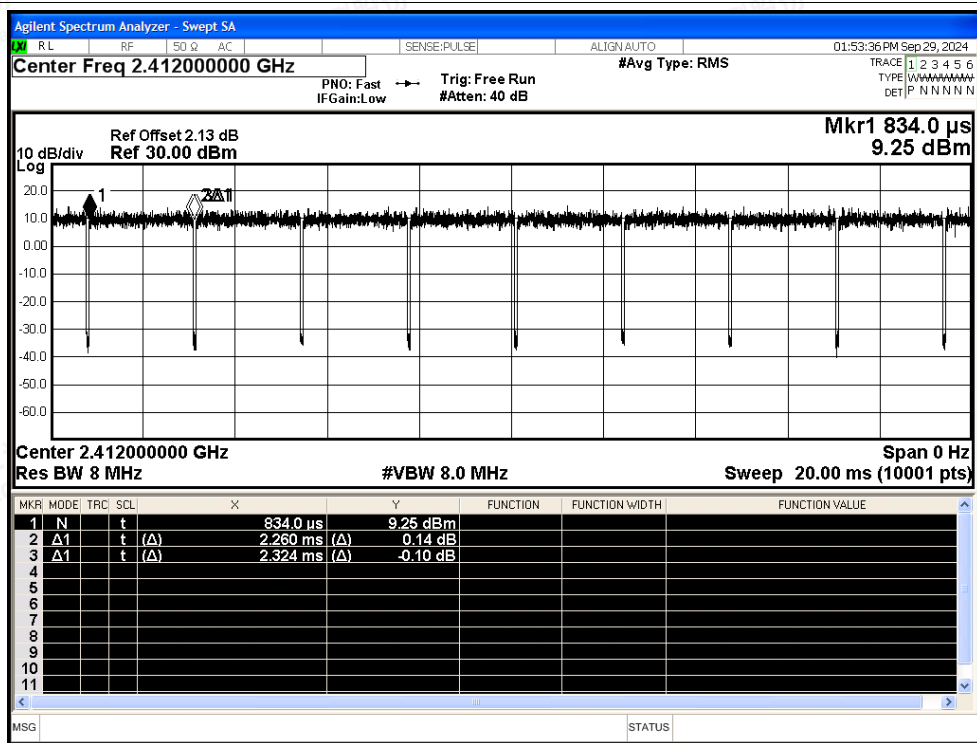 Agilent Spectrum Analyzer - Swept SA
LXI RL RF 50 Ω AC SENSE:PULSE ALIGN AUTO 01:53:36 PM Sep 29, 2024
Center Freq 2.412000000 GHz #Avg Type: RMS TRACE 1 2 3 4 5 6
PNO: Fast Trig: Free Run TYPE W
IFGain:Low #Atten: 40 dB DET P N N N N N
Mkr1 834.0 µs
Ref Offset 2.13 dB
10 dB/div Ref 30.00 dBm 9.25 dBm
Log
20.0
1
10.0
0.00
-10.0
-20.0
-30.0
-40.0
-50.0
-60.0
Center 2.412000000 GHz Span 0 Hz
Res BW 8 MHz #VBW 8.0 MHz Sweep 20.00 ms (10001 pts)
MKR MODE TRC SCL X Y FUNCTION FUNCTION WIDTH FUNCTION VALUE
1 N t 834.0 µs 9.25 dBm
2 Δ1 t (Δ) 2.260 ms (Δ) 0.14 dB
3 Δ1 t (Δ) 2.324 ms (Δ) -0.10 dB
4
5
6
7
8
9
10
11
MSG STATUS